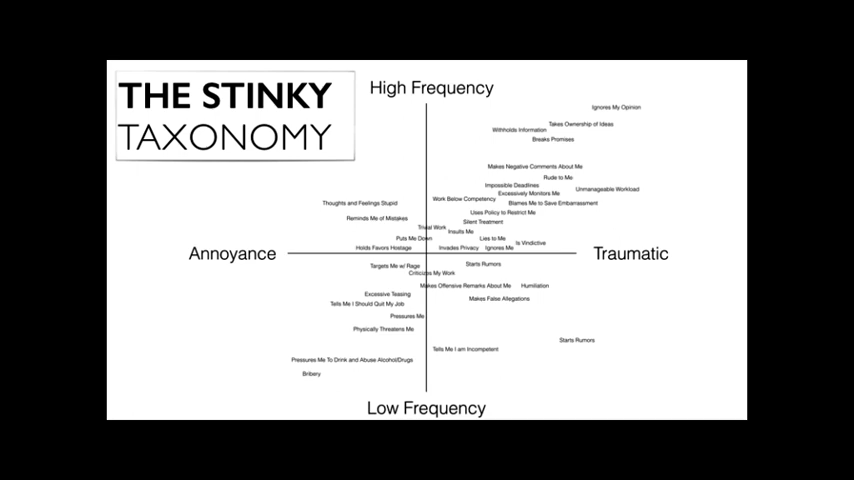 THE STINKY
TAXONOMY
High Frequency
Ignores My Opinion
Takes Ownership of Ideas
Withholds Information
Breaks Promises
Makes Negative Comments About Me
Rude to Me
Impossible Deadlines
Unmanageable Workload
Excessively Monitors Me
Work Below Competency
Thoughts and Feelings Stupid
Blames Me to Save Embarrassment
Uses Policy to Restrict Me
Reminds Me of Mistakes
Silent Treatment
Trivial Work
Insults Me
Puts Me Down
Lies to Me
Is Vindictive
Holds Favors Hostage
Invades Privacy
Ignores Me
Annoyance
Traumatic
Targets Me w/ Rage
Starts Rumors
Criticizes My Work
Makes Offensive Remarks About Me
Humiliation
Excessive Teasing
Makes False Allegations
Tells Me I Should Quit My Job
Pressures Me
Physically Threatens Me
Starts Rumors
Tells Me I am Incompetent
Pressures Me To Drink and Abuse Alcohol/Drugs
Bribery
Low Frequency